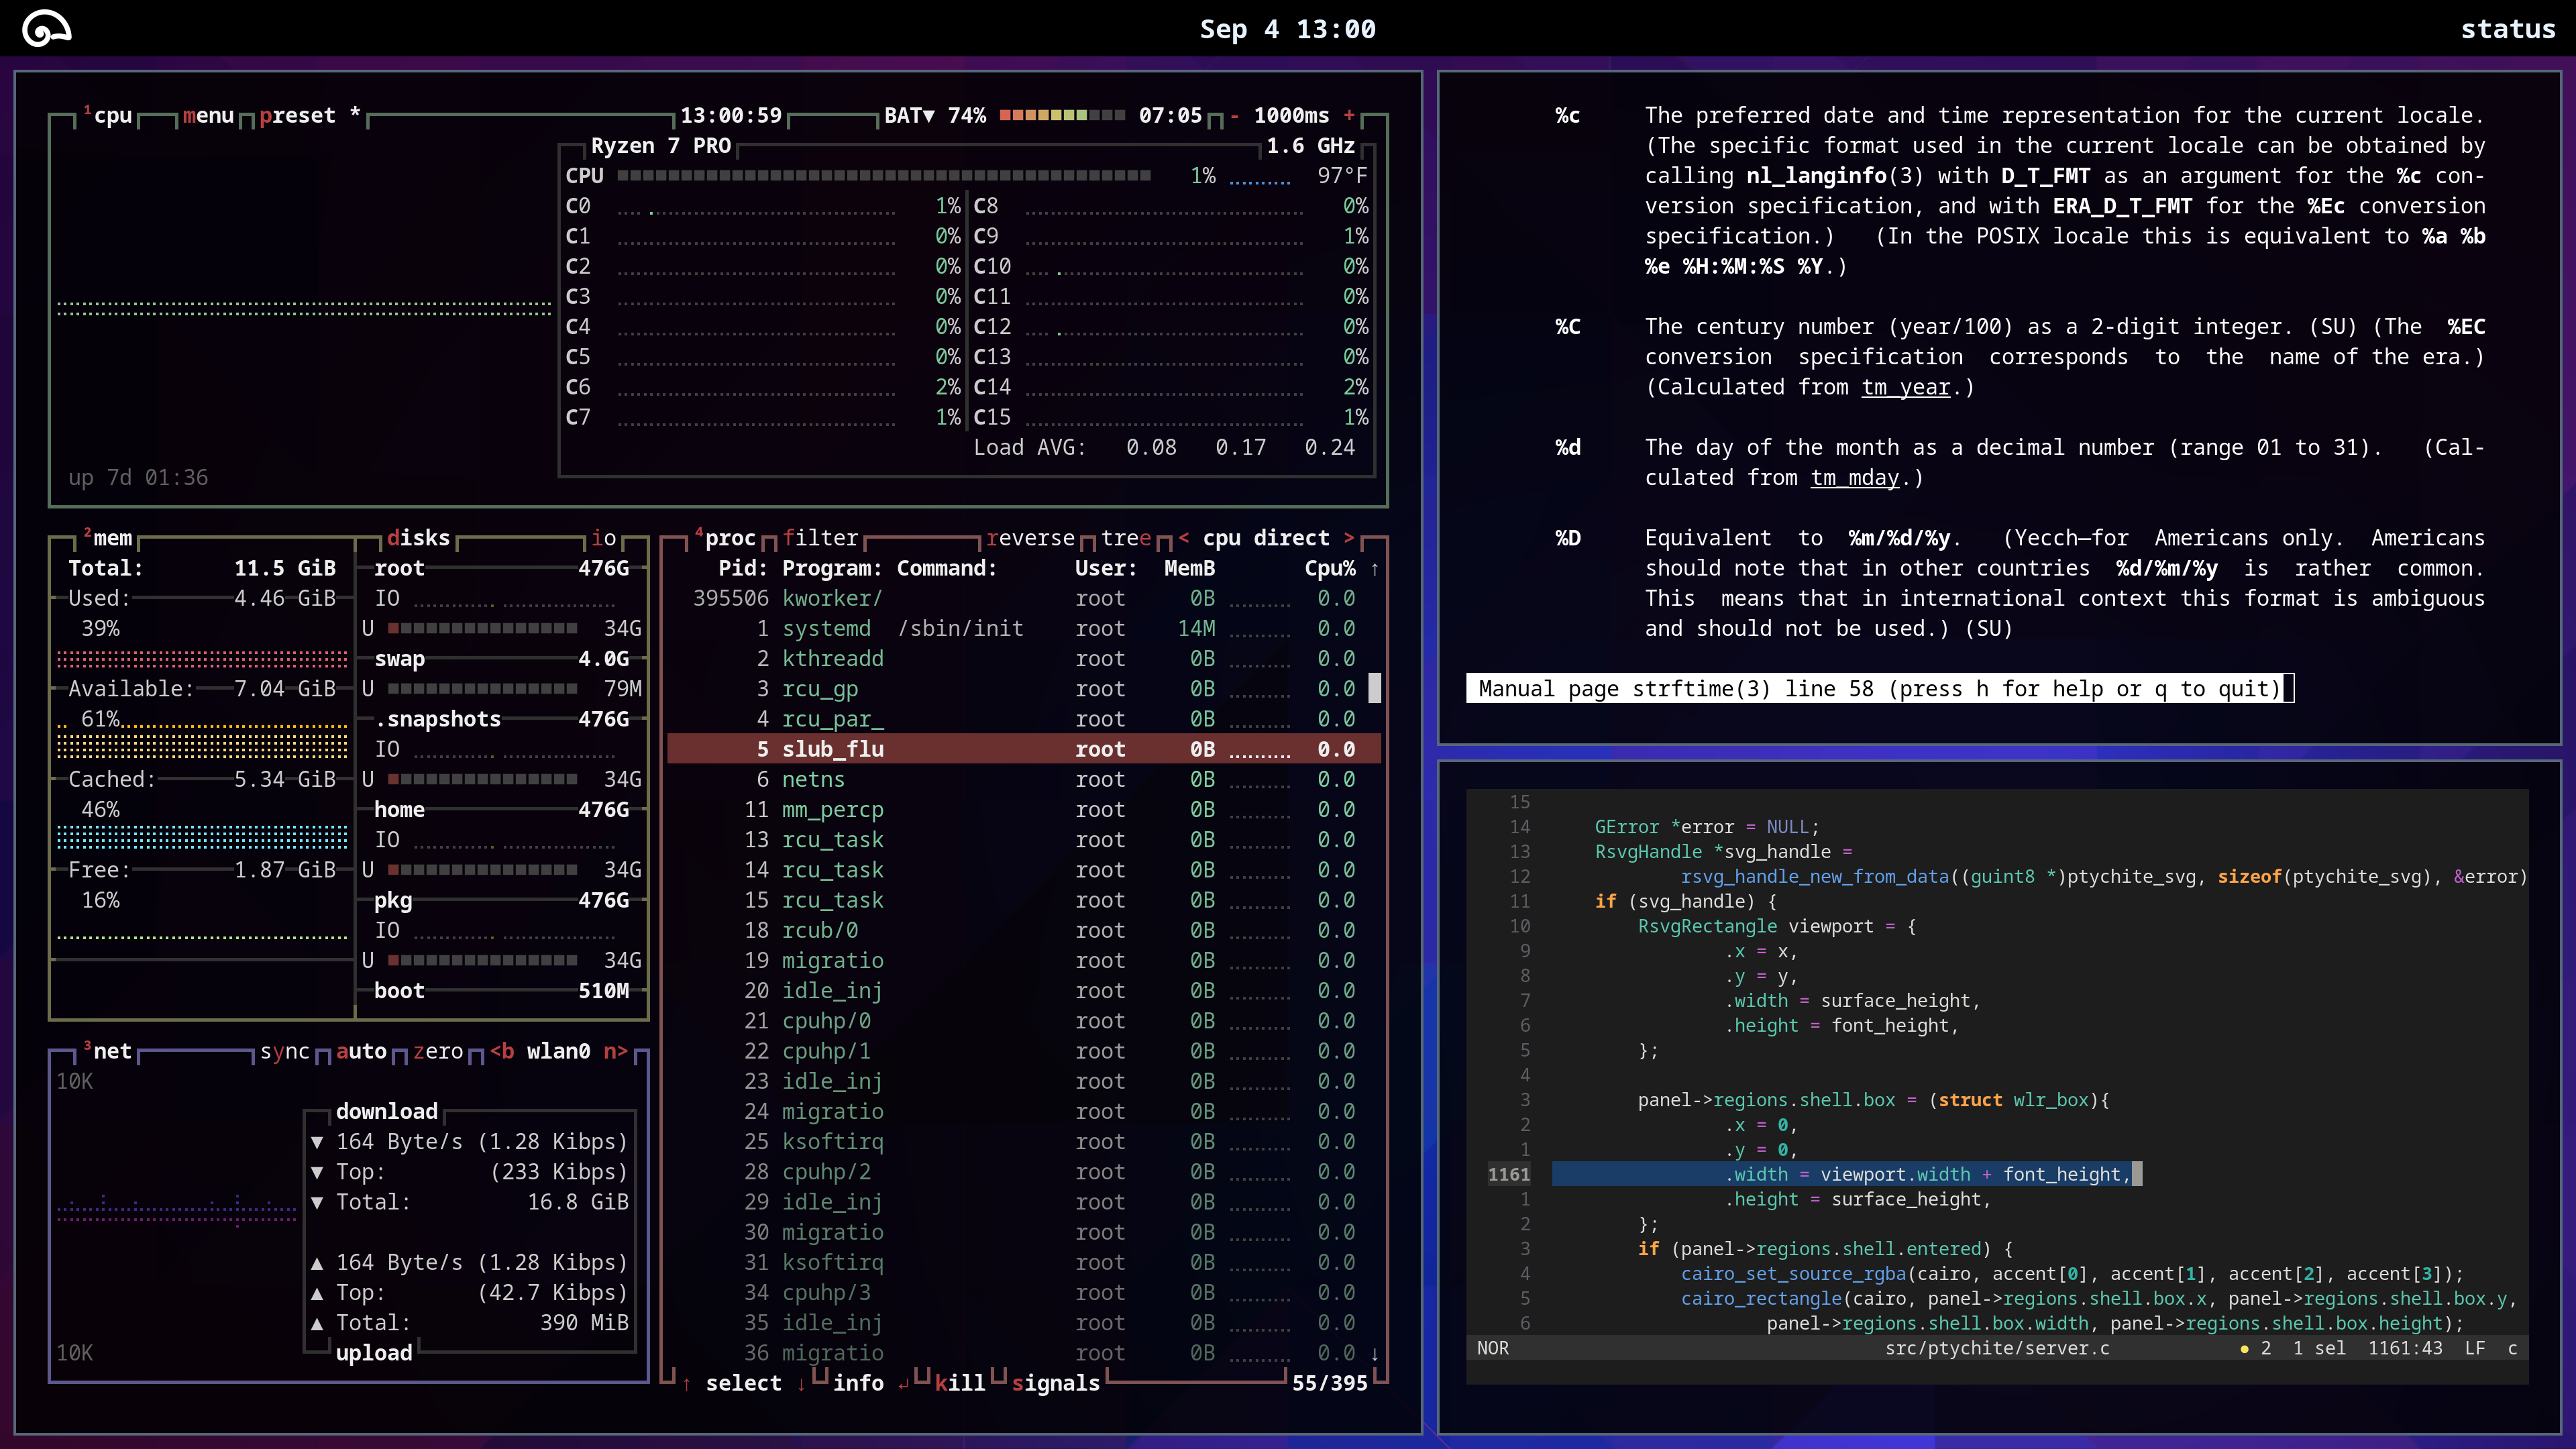 Sep 4 13:00
status
¹cpu menu preset * 13:00:59 BAT▼ 74% 07:05 - 1000ms +
Ryzen 7 PRO 1.6 GHz
CPU 1% 97°F
C0 1% C8 0%
C1 0% C9 1%
C2 0% C10 0%
C3 0% C11 0%
C4 0% C12 0%
C5 0% C13 0%
C6 2% C14 2%
C7 1% C15 1%
Load AVG: 0.08 0.17 0.24
up 7d 01:36
²mem
Total: 11.5 GiB
Used: 4.46 GiB
39%
Available: 7.04 GiB
61%
Cached: 5.34 GiB
46%
Free: 1.87 GiB
16%
disks io
root 476G
IO
U 34G
swap 4.0G
U 79M
.snapshots 476G
IO
U 34G
home 476G
IO
U 34G
pkg 476G
IO
U 34G
boot 510M
³net sync auto zero <b wlan0 n>
10K
download
▼ 164 Byte/s (1.28 Kibps)
▼ Top: (233 Kibps)
▼ Total: 16.8 GiB
▲ 164 Byte/s (1.28 Kibps)
▲ Top: (42.7 Kibps)
▲ Total: 390 MiB
10K
upload
⁴proc filter reverse tree < cpu direct >
Pid: Program: Command: User: MemB Cpu% ↑
395506 kworker/ root 0B 0.0
1 systemd /sbin/init root 14M 0.0
2 kthreadd root 0B 0.0
3 rcu_gp root 0B 0.0
4 rcu_par_ root 0B 0.0
5 slub_flu root 0B 0.0
6 netns root 0B 0.0
11 mm_percp root 0B 0.0
13 rcu_task root 0B 0.0
14 rcu_task root 0B 0.0
15 rcu_task root 0B 0.0
18 rcub/0 root 0B 0.0
19 migratio root 0B 0.0
20 idle_inj root 0B 0.0
21 cpuhp/0 root 0B 0.0
22 cpuhp/1 root 0B 0.0
23 idle_inj root 0B 0.0
24 migratio root 0B 0.0
25 ksoftirq root 0B 0.0
28 cpuhp/2 root 0B 0.0
29 idle_inj root 0B 0.0
30 migratio root 0B 0.0
31 ksoftirq root 0B 0.0
34 cpuhp/3 root 0B 0.0
35 idle_inj root 0B 0.0
36 migratio root 0B 0.0 ↓
↑ select ↓ info ↲ kill signals 55/395
%c The preferred date and time representation for the current locale.
(The specific format used in the current locale can be obtained by
calling nl_langinfo(3) with D_T_FMT as an argument for the %c con-
version specification, and with ERA_D_T_FMT for the %Ec conversion
specification.) (In the POSIX locale this is equivalent to %a %b
%e %H:%M:%S %Y.)
%C The century number (year/100) as a 2-digit integer. (SU) (The %EC
conversion specification corresponds to the name of the era.)
(Calculated from tm_year.)
%d The day of the month as a decimal number (range 01 to 31). (Cal-
culated from tm_mday.)
%D Equivalent to %m/%d/%y. (Yecch—for Americans only. Americans
should note that in other countries %d/%m/%y is rather common.
This means that in international context this format is ambiguous
and should not be used.) (SU)
Manual page strftime(3) line 58 (press h for help or q to quit)
15
14 GError *error = NULL;
13 RsvgHandle *svg_handle =
12 rsvg_handle_new_from_data((guint8 *)ptychite_svg, sizeof(ptychite_svg), &error)
11 if (svg_handle) {
10 RsvgRectangle viewport = {
9 .x = x,
8 .y = y,
7 .width = surface_height,
6 .height = font_height,
5 };
4
3 panel->regions.shell.box = (struct wlr_box){
2 .x = 0,
1 .y = 0,
1161 .width = viewport.width + font_height,
1 .height = surface_height,
2 };
3 if (panel->regions.shell.entered) {
4 cairo_set_source_rgba(cairo, accent[0], accent[1], accent[2], accent[3]);
5 cairo_rectangle(cairo, panel->regions.shell.box.x, panel->regions.shell.box.y,
6 panel->regions.shell.box.width, panel->regions.shell.box.height);
NOR src/ptychite/server.c ● 2 1 sel 1161:43 LF c